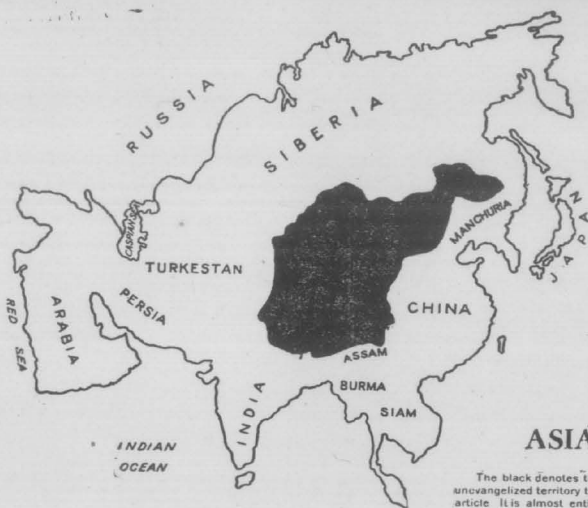 RUSSIA
SIBERIA
CASPIAN
TURKESTAN
MANCHURIA
JAPAN
RED SEA
ARABIA
PERSIA
CHINA
ASSAM
BURMA
INDIA
SIAM
INDIAN
OCEAN
ASIA
The black denotes t
unevangelized territory t
article It is almost ent